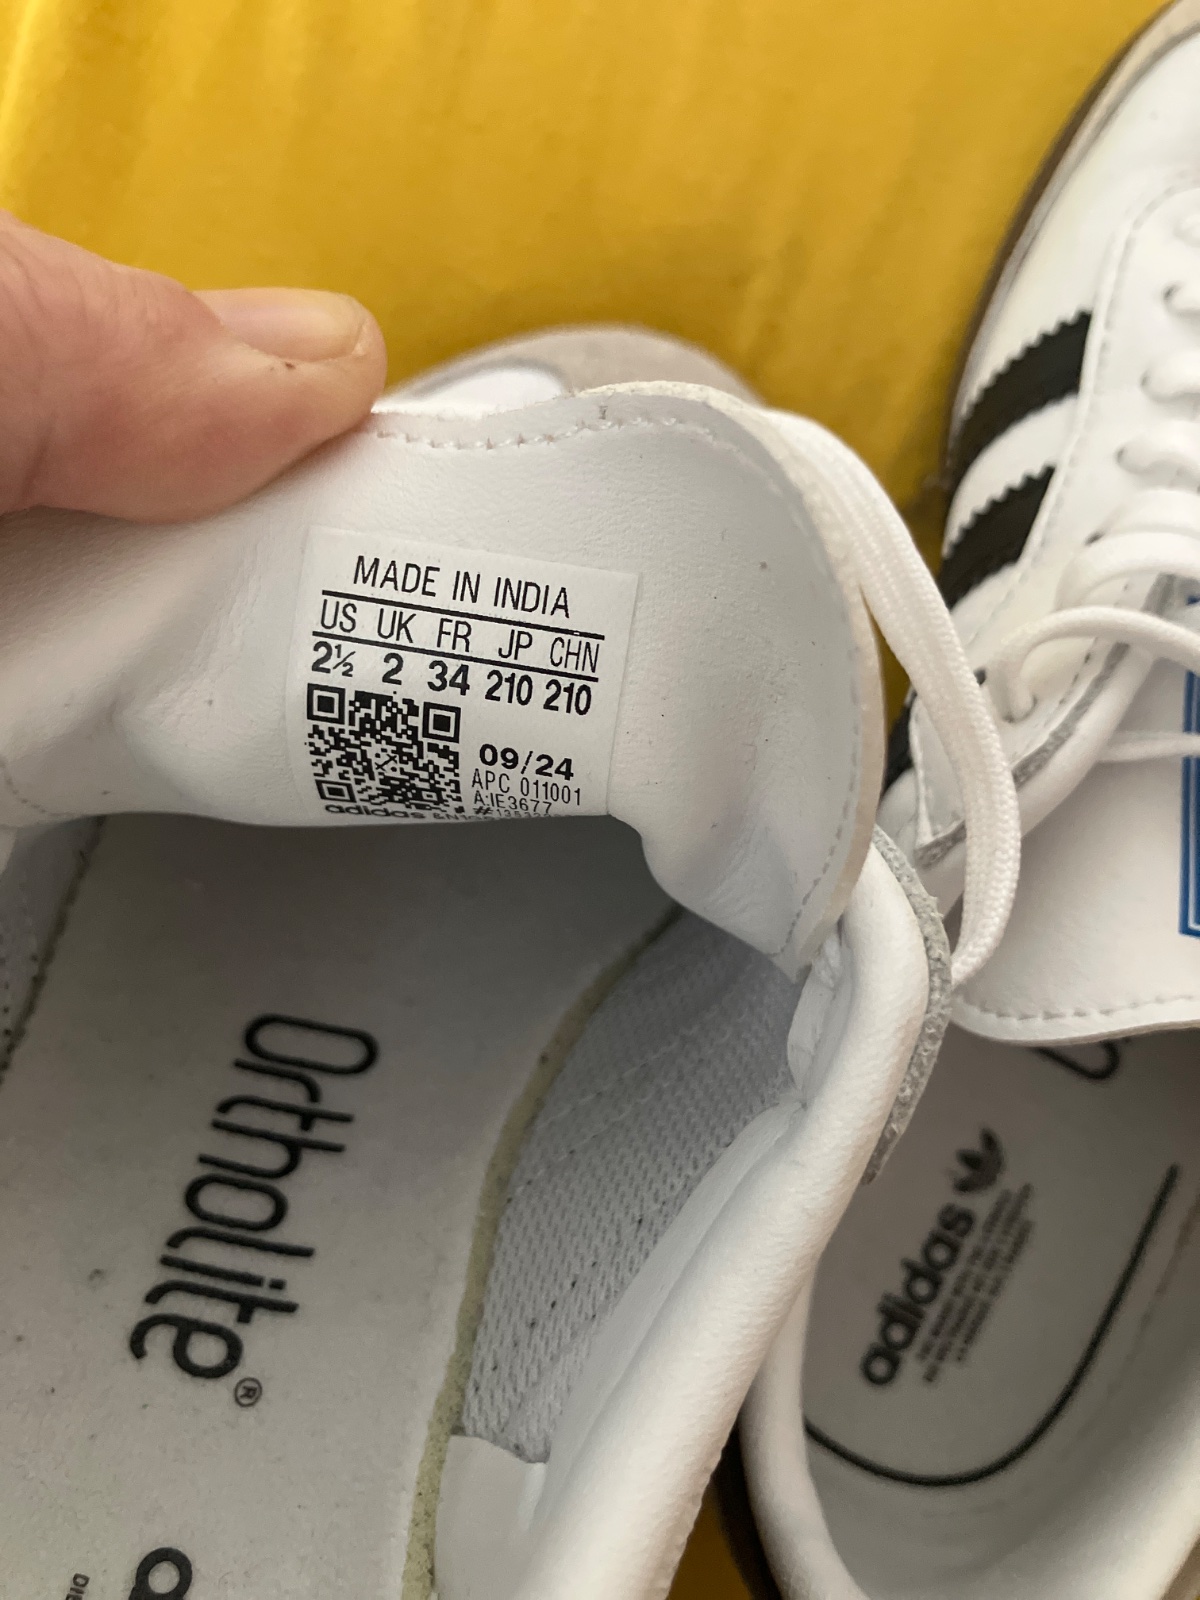 MADE IN INDIA
US UK FR JP CHN
2½ 2 34 210 210
09/24
APC 011001
A:IE3677
adidas
Ortholite®
adidas